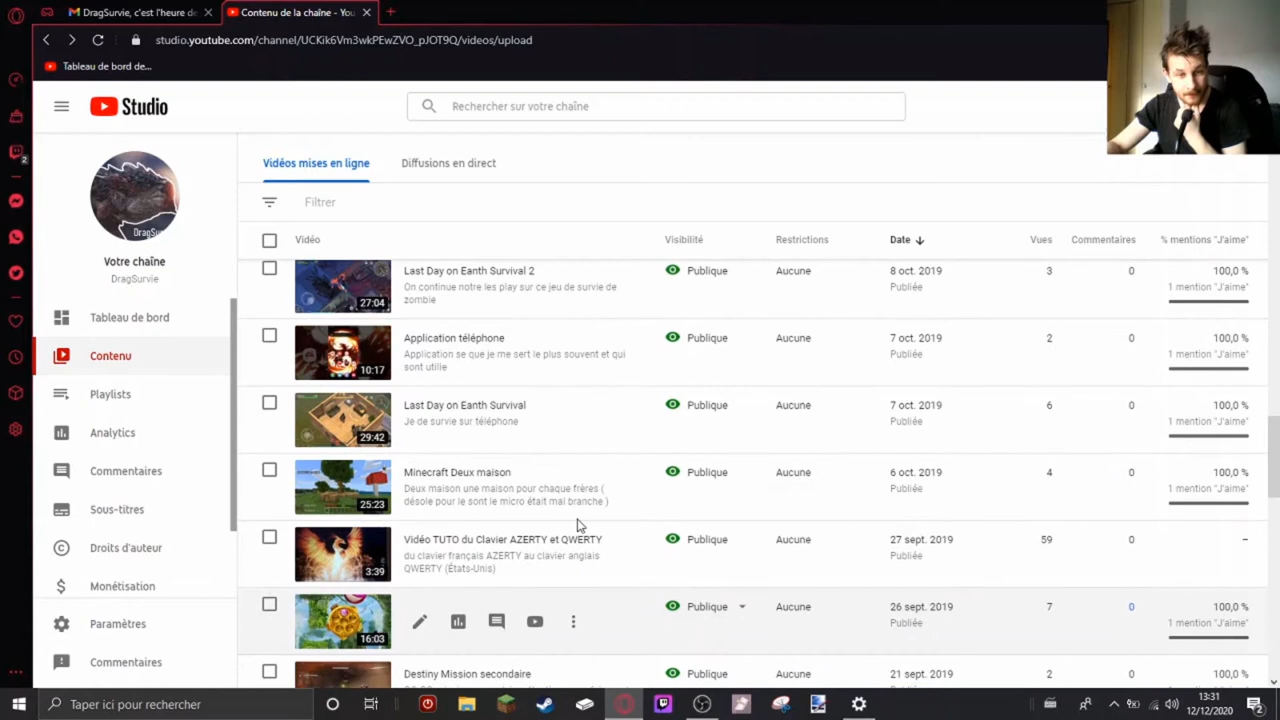 DragSurvie, c'est l'heure de
Contenu de la chaîne - You
studio.youtube.com/channel/UCKik6Vm3wkPEwZVO_pJOT9Q/videos/upload
Tableau de bord de...
Studio
Rechercher sur votre chaîne
Vidéos mises en ligne
Diffusions en direct
Filtrer
DragSu
Votre chaîne
DragSurvie
Tableau de bord
Contenu
Playlists
Analytics
Commentaires
Sous-titres
Droits d'auteur
Monétisation
Paramètres
Commentaires
Vidéo Visibilité Restrictions Date Vues Commentaires % mentions "J'aime"
Last Day on Eanth Survival 2 Publique Aucune 8 oct. 2019 3 0 100,0 %
On continue notre les play sur ce jeu de survie de Publiée 1 mention "J'aime"
zombie
27:04
Application téléphone Publique Aucune 7 oct. 2019 2 0 100,0 %
Application se que je me sert le plus souvent et qui Publiée 1 mention "J'aime"
sont utilie
10:17
Last Day on Eanth Survival Publique Aucune 7 oct. 2019 6 0 100,0 %
Je de survie sur téléphone Publiée 1 mention "J'aime"
29:42
Minecraft Deux maison Publique Aucune 6 oct. 2019 4 0 100,0 %
Deux maison une maison pour chaque frères ( Publiée 1 mention "J'aime"
désole pour le sont le micro était mal branche )
25:23
Vidéo TUTO du Clavier AZERTY et QWERTY Publique Aucune 27 sept. 2019 59 0 –
du clavier français AZERTY au clavier anglais Publiée
QWERTY (États-Unis)
3:39
Publique Aucune 26 sept. 2019 7 0 100,0 %
Publiée 1 mention "J'aime"
16:03
Destiny Mission secondaire Publique Aucune 21 sept. 2019 2 0 100,0 %
Taper ici pour rechercher
13:31
12/12/2020
2
2